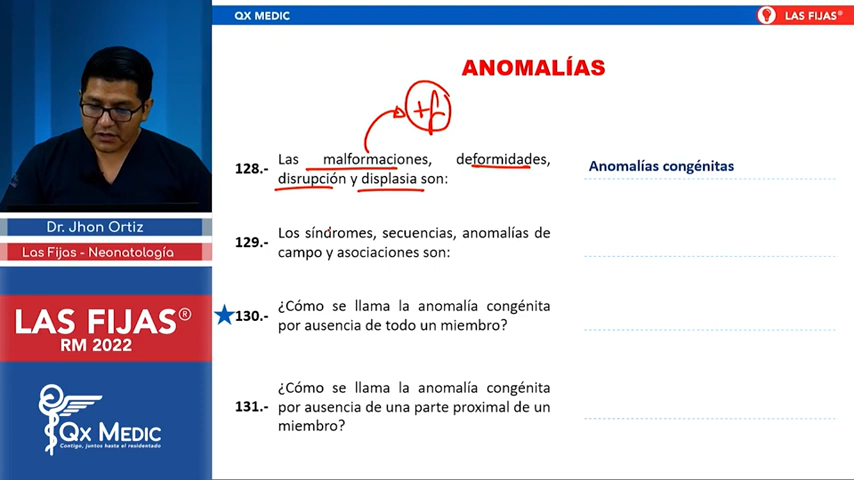 QX MEDIC
LAS FIJAS®
ANOMALÍAS
+f
128.- Las malformaciones, deformidades,
disrupción y displasia son:
Anomalías congénitas
129.- Los síndromes, secuencias, anomalías de
campo y asociaciones son:
130.- ¿Cómo se llama la anomalía congénita
por ausencia de todo un miembro?
131.- ¿Cómo se llama la anomalía congénita
por ausencia de una parte proximal de un
miembro?
Dr. Jhon Ortiz
Las Fijas - Neonatología
LAS FIJAS®
RM 2022
QX MEDIC
Contigo, juntos hasta el residentado